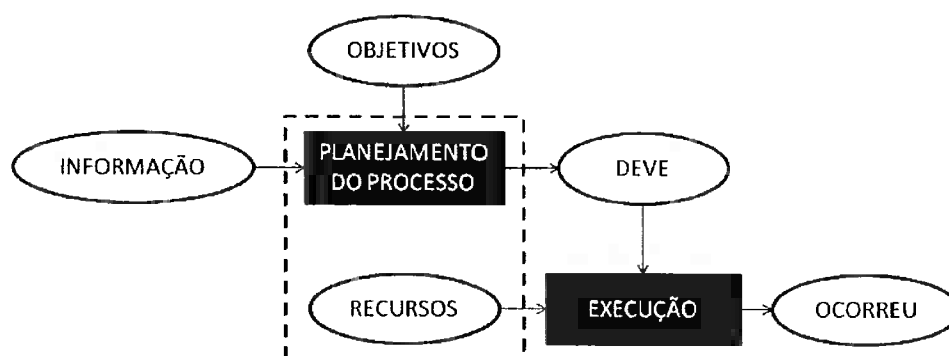 OBJETIVOS
INFORMAÇÃO
PLANEJAMENTO
DO PROCESSO
DEVE
RECURSOS
EXECUÇÃO
OCORREU